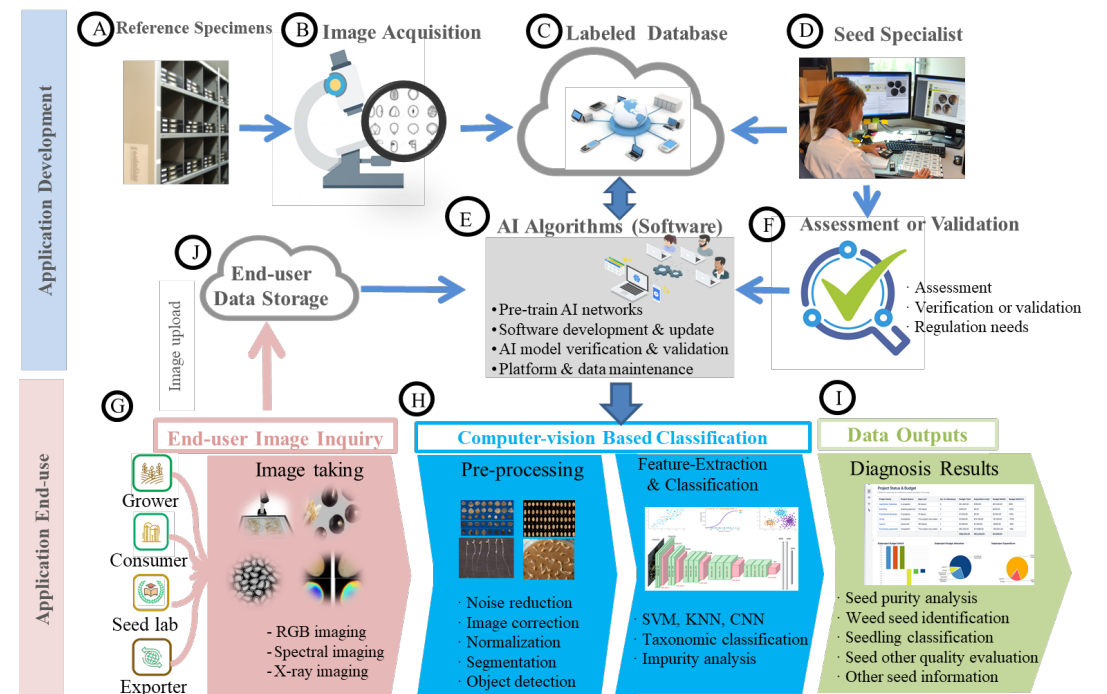 A
Reference Specimens
B
Image Acquisition
C
Labeled Database
D
Seed Specialist
Application Development
E
AI Algorithms (Software)
• Pre-train AI networks
• Software development & update
• AI model verification & validation
• Platform & data maintenance
F
Assessment or Validation
· Assessment
· Verification or validation
· Regulation needs
J
End-user
Data Storage
Image upload
Application End-use
G
End-user Image Inquiry
Grower
Consumer
Seed lab
Exporter
Image taking
- RGB imaging
- Spectral imaging
- X-ray imaging
H
Computer-vision Based Classification
Pre-processing
· Noise reduction
· Image correction
· Normalization
· Segmentation
· Object detection
Feature-Extraction
& Classification
· SVM, KNN, CNN
· Taxonomic classification
· Impurity analysis
I
Data Outputs
Diagnosis Results
Project Status & Budget
· Seed purity analysis
· Weed seed identification
· Seedling classification
· Seed other quality evaluation
· Other seed information